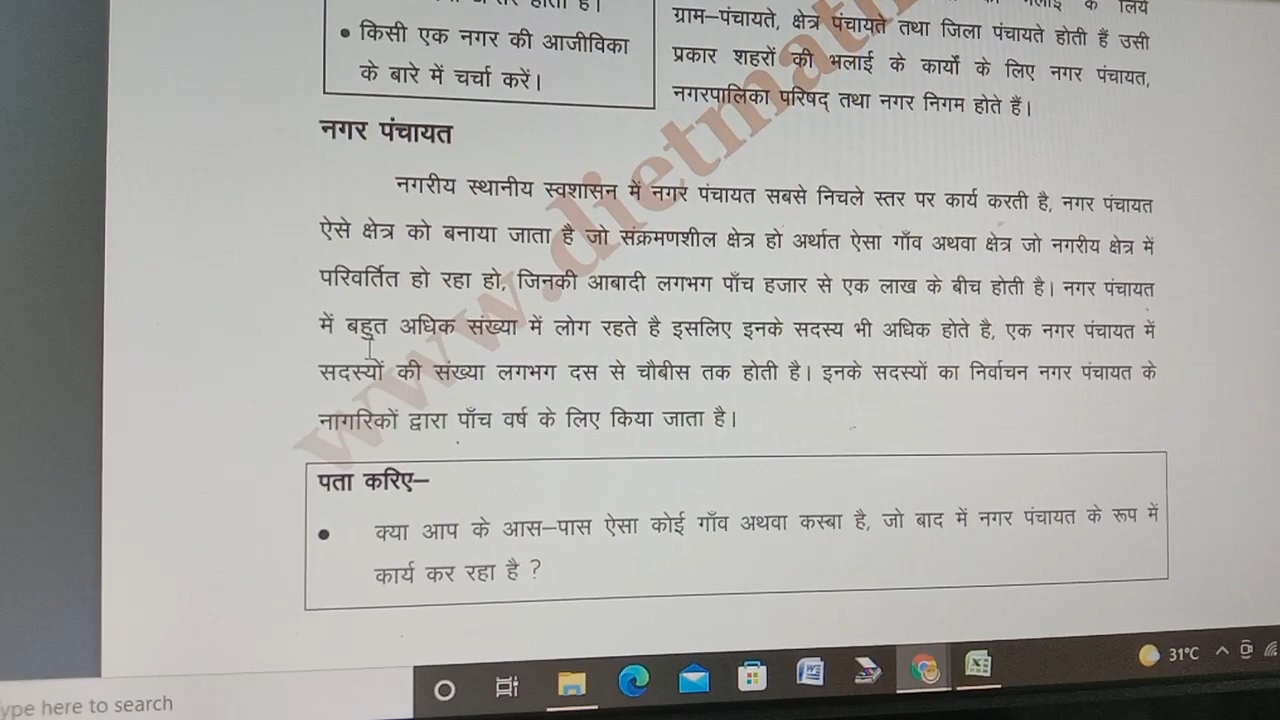 होता है।
• किसी एक नगर की आजीविका
के बारे में चर्चा करें।
के लिये
ग्राम–पंचायते, क्षेत्र पंचायते तथा जिला पंचायते होती हैं उसी
प्रकार शहरों की भलाई के कार्यों के लिए नगर पंचायत,
नगरपालिका परिषद् तथा नगर निगम होते हैं।
नगर पंचायत
नगरीय स्थानीय स्वशासन में नगर पंचायत सबसे निचले स्तर पर कार्य करती है, नगर पंचायत
ऐसे क्षेत्र को बनाया जाता है जो संक्रमणशील क्षेत्र हो अर्थात ऐसा गाँव अथवा क्षेत्र जो नगरीय क्षेत्र में
परिवर्तित हो रहा हो, जिनकी आबादी लगभग पाँच हजार से एक लाख के बीच होती है। नगर पंचायत
में बहुत अधिक संख्या में लोग रहते है इसलिए इनके सदस्य भी अधिक होते है, एक नगर पंचायत में
सदस्यों की संख्या लगभग दस से चौबीस तक होती है। इनके सदस्यों का निर्वाचन नगर पंचायत के
नागरिकों द्वारा पाँच वर्ष के लिए किया जाता है।
www.dietmat
पता करिए–
• क्या आप के आस–पास ऐसा कोई गाँव अथवा कस्बा है, जो बाद में नगर पंचायत के रूप में
कार्य कर रहा है ?
31°C
ype here to search